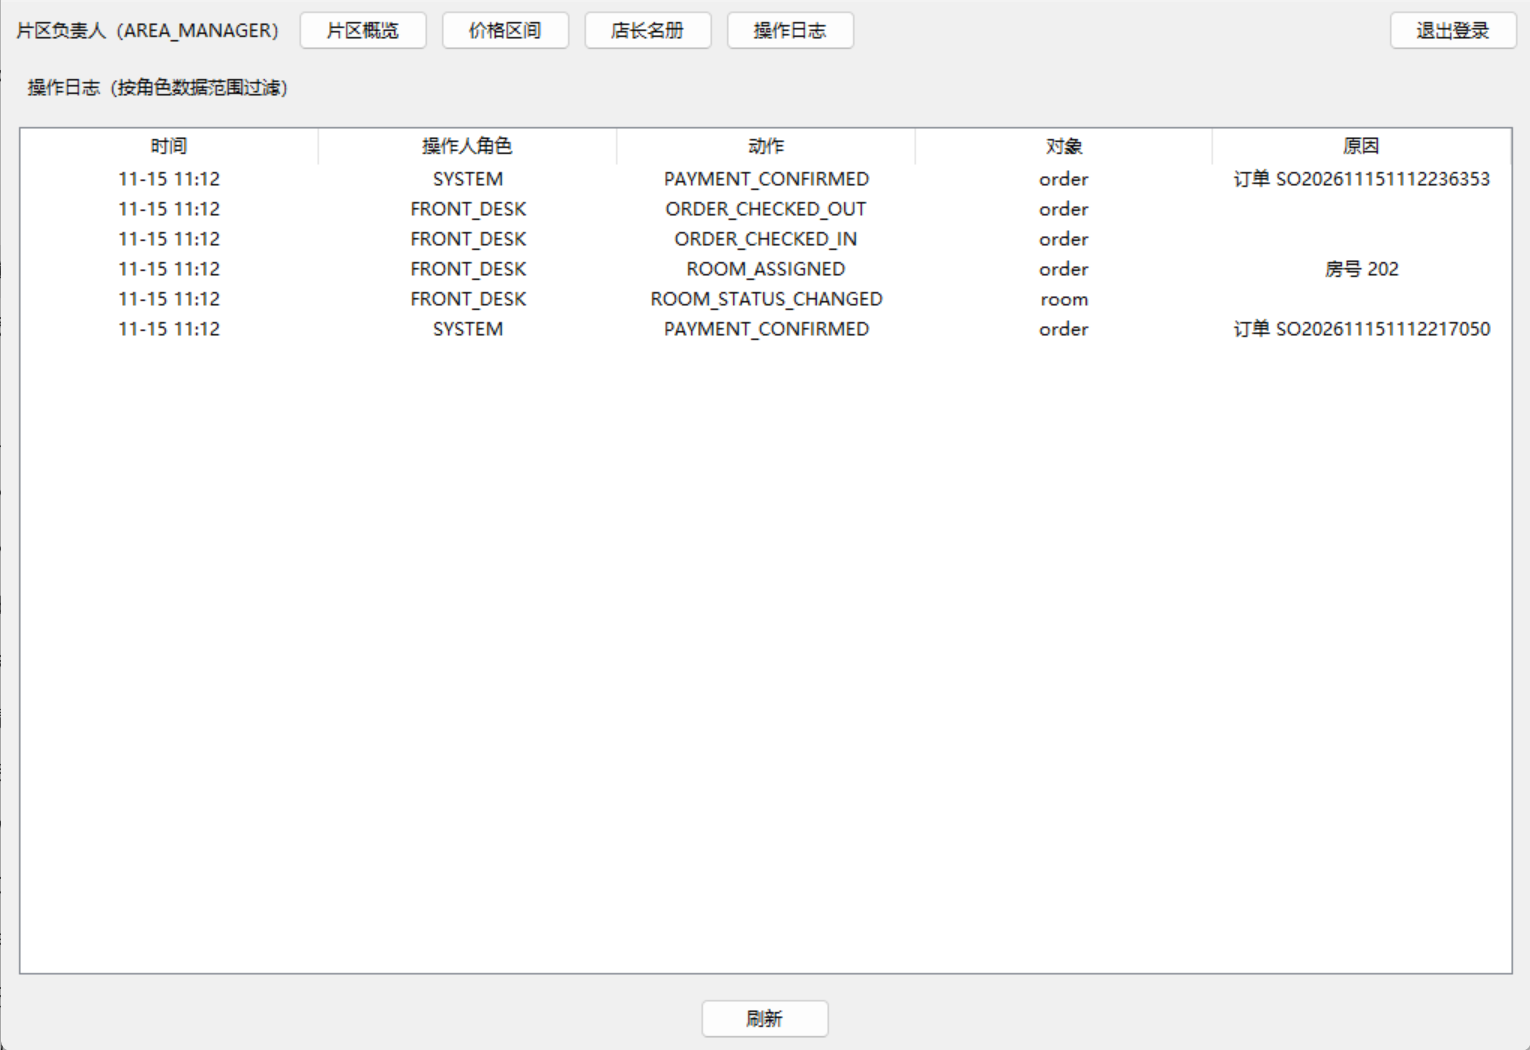 片区负责人（AREA_MANAGER） 片区概览 价格区间 店长名册 操作日志 退出登录
操作日志（按角色数据范围过滤）
时间 操作人角色 动作 对象 原因
11-15 11:12 SYSTEM PAYMENT_CONFIRMED order 订单 SO202611151112236353
11-15 11:12 FRONT_DESK ORDER_CHECKED_OUT order
11-15 11:12 FRONT_DESK ORDER_CHECKED_IN order
11-15 11:12 FRONT_DESK ROOM_ASSIGNED order 房号 202
11-15 11:12 FRONT_DESK ROOM_STATUS_CHANGED room
11-15 11:12 SYSTEM PAYMENT_CONFIRMED order 订单 SO202611151112217050
刷新